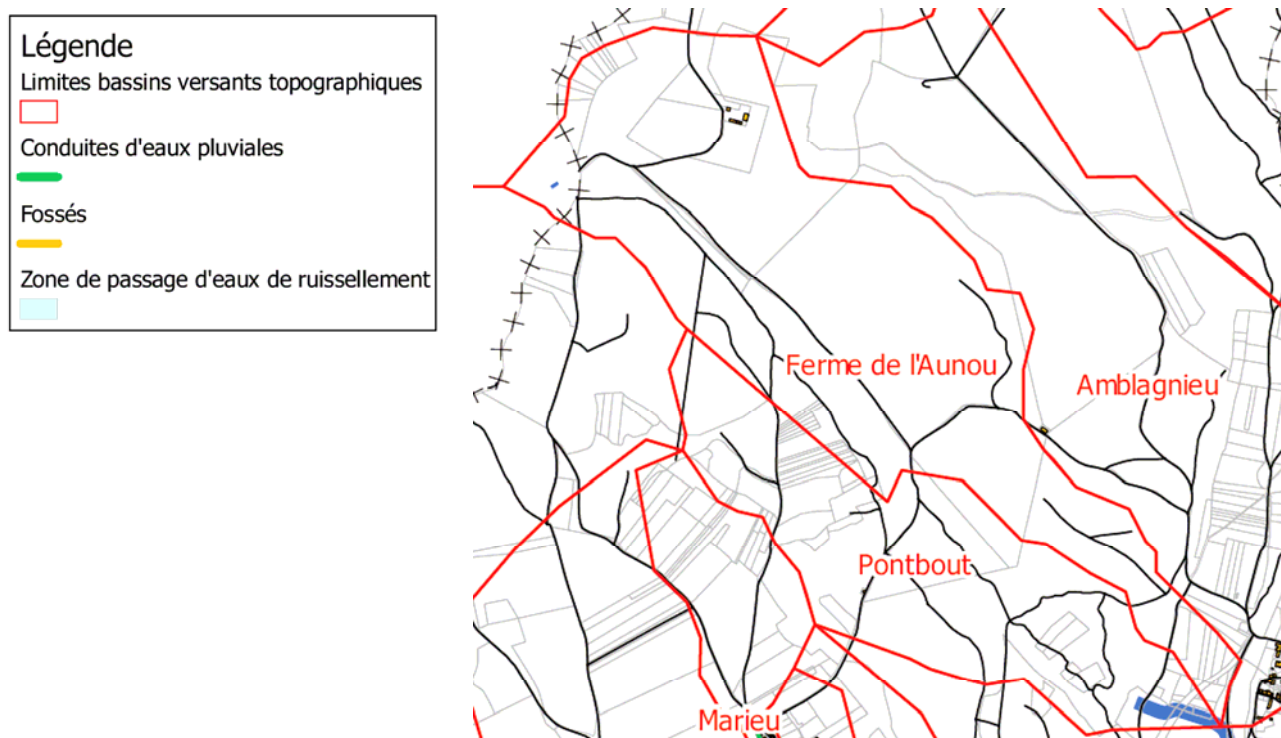 Légende
Limites bassins versants topographiques
Conduites d'eaux pluviales
Fossés
Zone de passage d'eaux de ruissellement
Ferme de l'Aunou
Amblagnieu
Pontbout
Marieu